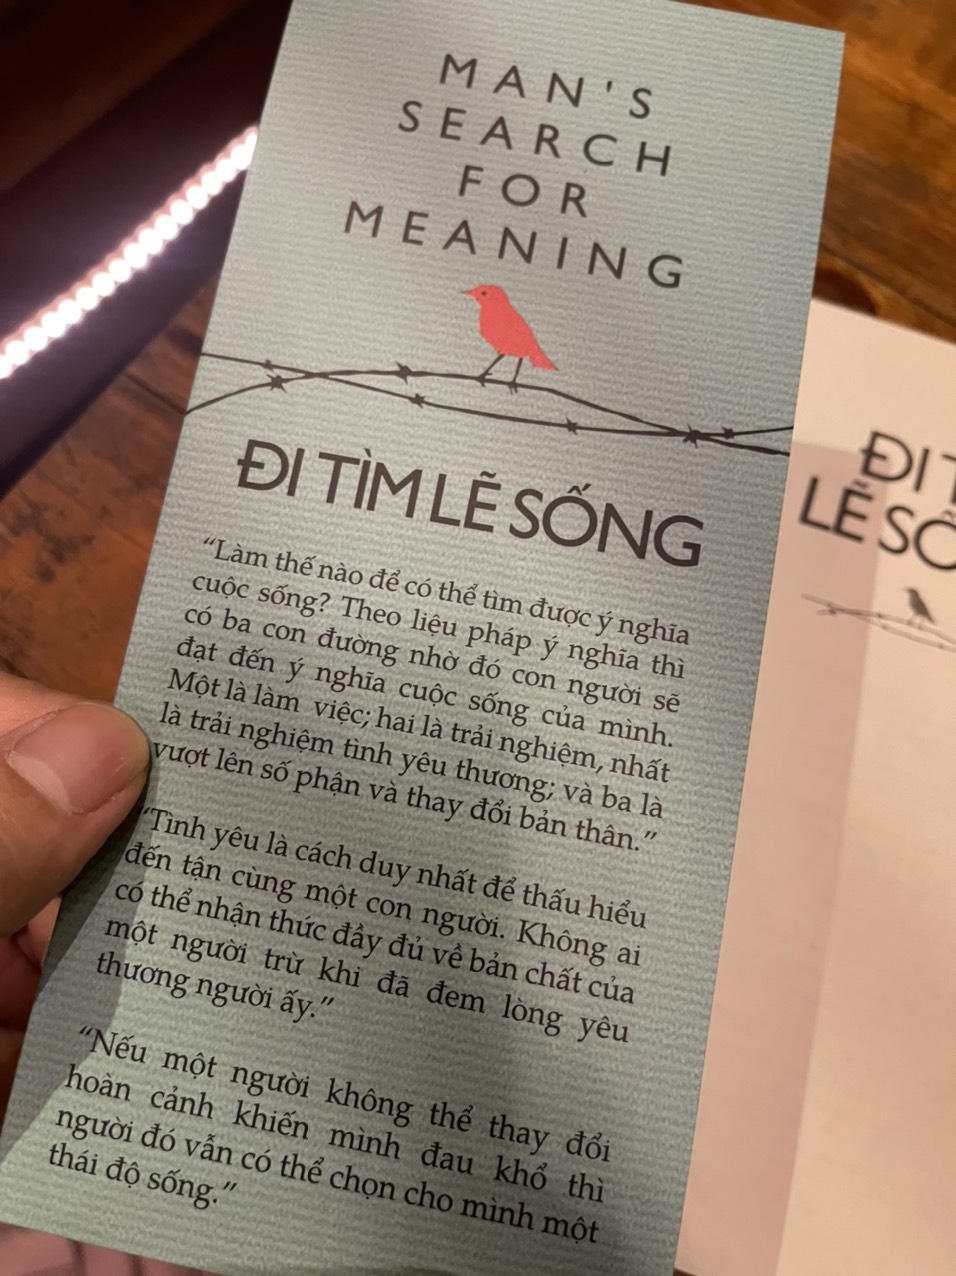 MAN'S
SEARCH
FOR
MEANING
ĐI TÌM LẼ SỐNG
“Làm thế nào để có thể tìm được ý nghĩa
cuộc sống? Theo liệu pháp ý nghĩa thì
có ba con đường nhờ đó con người sẽ
đạt đến ý nghĩa cuộc sống của mình.
Một là làm việc; hai là trải nghiệm, nhất
là trải nghiệm tình yêu thương; và ba là
vượt lên số phận và thay đổi bản thân.”
“Tình yêu là cách duy nhất để thấu hiểu
đến tận cùng một con người. Không ai
có thể nhận thức đầy đủ về bản chất của
một người trừ khi đã đem lòng yêu
thương người ấy.”
“Nếu một người không thể thay đổi
hoàn cảnh khiến mình đau khổ thì
người đó vẫn có thể chọn cho mình một
thái độ sống.”
ĐI
LẼ